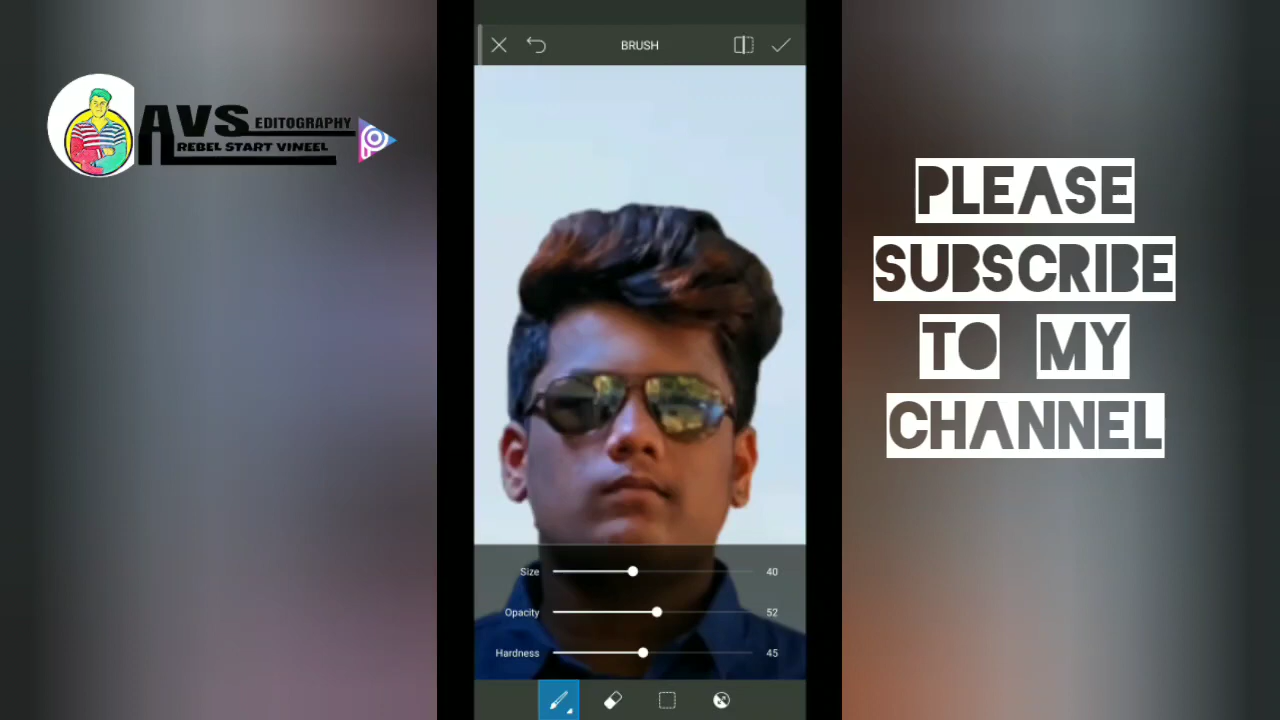 AVS EDITOGRAPHY
REBEL START VINEEL
BRUSH
Size 40
Opacity 52
Hardness 45
PLEASE
SUBSCRIBE
TO MY
CHANNEL